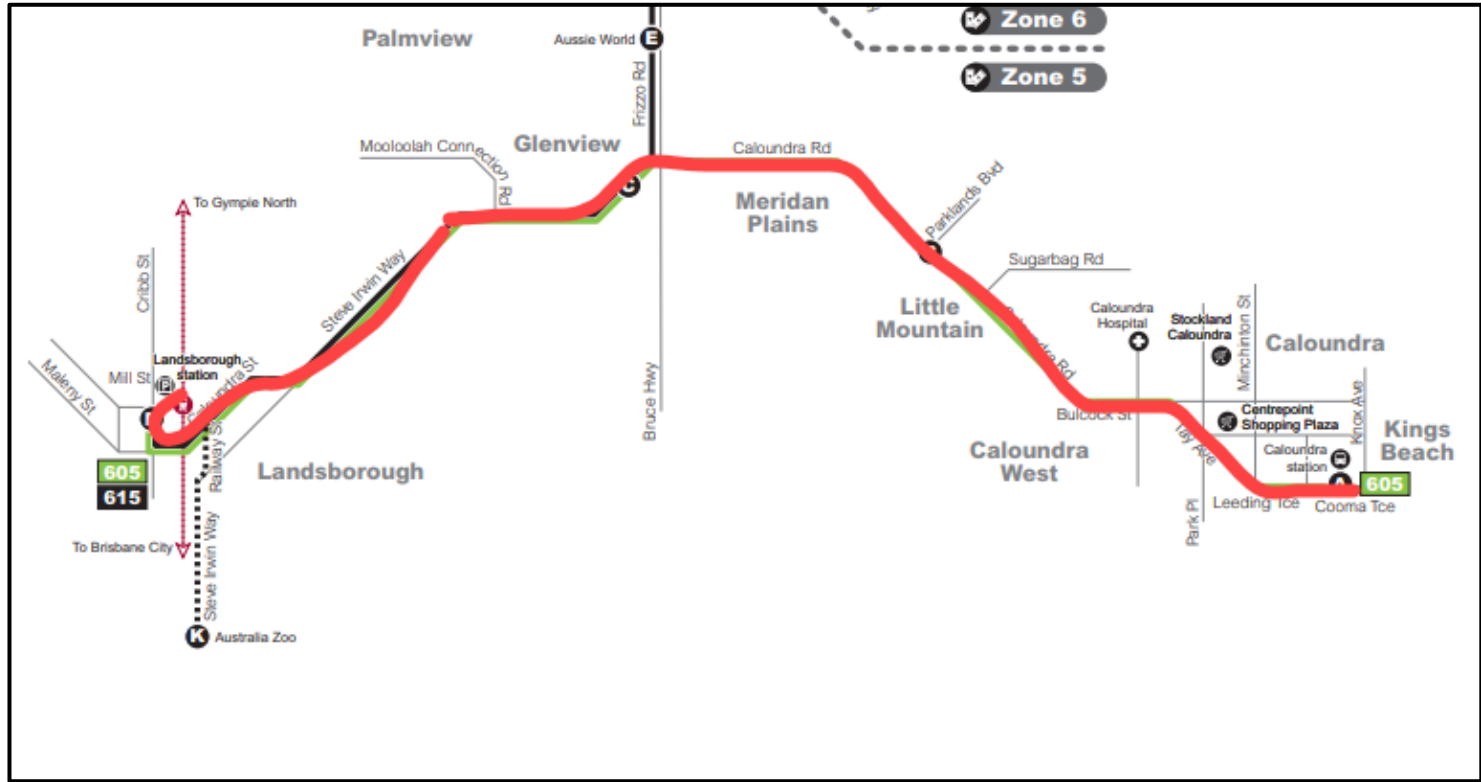 Zone 6
Palmview
Aussie World
E
Zone 5
Frizzo Rd
Glenview
Mooloolah Connection Rd
Caloundra Rd
C
Meridan
Plains
Parklands Bvd
To Gympie North
Sugarbag Rd
Cribb St
Steve Irwin Way
Little
Mountain
Caloundra
Hospital
Stockland
Caloundra
Minchinton St
Caloundra
Landsborough
station
Mill St
P
Maleny St
Caloundra St
Bruce Hwy
Rd
Bulcock St
Centrepoint
Shopping Plaza
Knox Ave
Kings
Beach
Tay Ave
Caloundra
West
Caloundra
station
605
615
Railway St
Landsborough
605
Leeding Tce
Cooma Tce
Park Pl
To Brisbane City
Steve Irwin Way
K
Australia Zoo